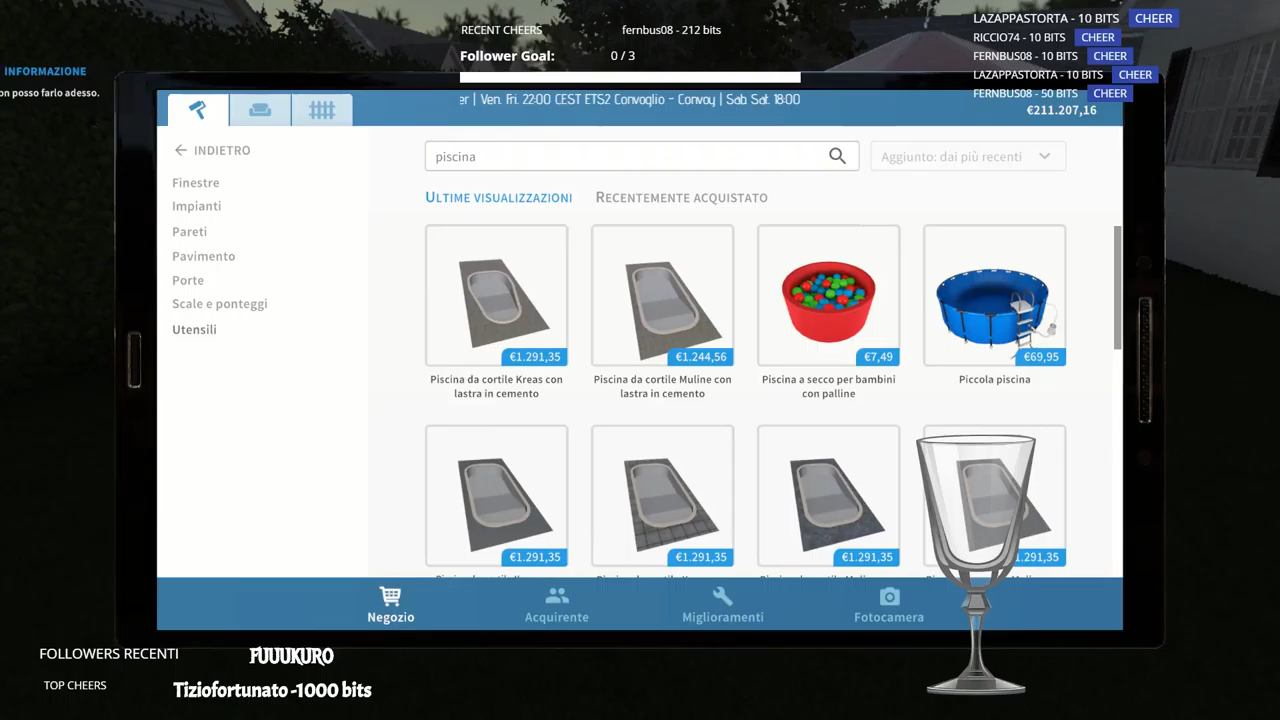 LAZAPPASTORTA - 10 BITS CHEER
RECENT CHEERS fernbus08 - 212 bits
RICCIO74 - 10 BITS CHEER
Follower Goal: 0 / 3
FERNBUS08 - 10 BITS CHEER
INFORMAZIONE
LAZAPPASTORTA - 10 BITS CHEER
on posso farlo adesso.
FERNBUS08 - 50 BITS CHEER
er | Ven. Fri. 22:00 CEST ETS2 Convoglio - Convoy | Sab Sat. 18:00
€211.207,16
INDIETRO
piscina
Aggiunto: dai più recenti
Finestre
Impianti
Pareti
Pavimento
Porte
Scale e ponteggi
Utensili
ULTIME VISUALIZZAZIONI RECENTEMENTE ACQUISTATO
€1.291,35 €1.244,56 €7,49 €69,95
Piscina da cortile Kreas con lastra in cemento
Piscina da cortile Muline con lastra in cemento
Piscina a secco per bambini con palline
Piccola piscina
€1.291,35 €1.291,35 €1.291,35 €1.291,35
Negozio Acquirente Miglioramenti Fotocamera
FOLLOWERS RECENTI FUUUKURO
TOP CHEERS Tiziofortunato -1000 bits